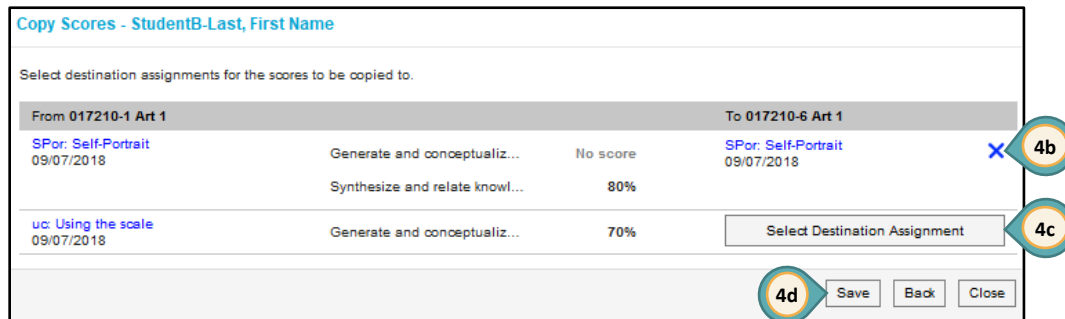 Copy Scores - StudentB-Last, First Name
Select destination assignments for the scores to be copied to.
From 017210-1 Art 1 To 017210-6 Art 1
SPor: Self-Portrait Generate and conceptualiz... No score SPor: Self-Portrait 4b
09/07/2018 09/07/2018
Synthesize and relate knowl... 80%
uc: Using the scale Generate and conceptualiz... 70% Select Destination Assignment 4c
09/07/2018
4d Save Back Close